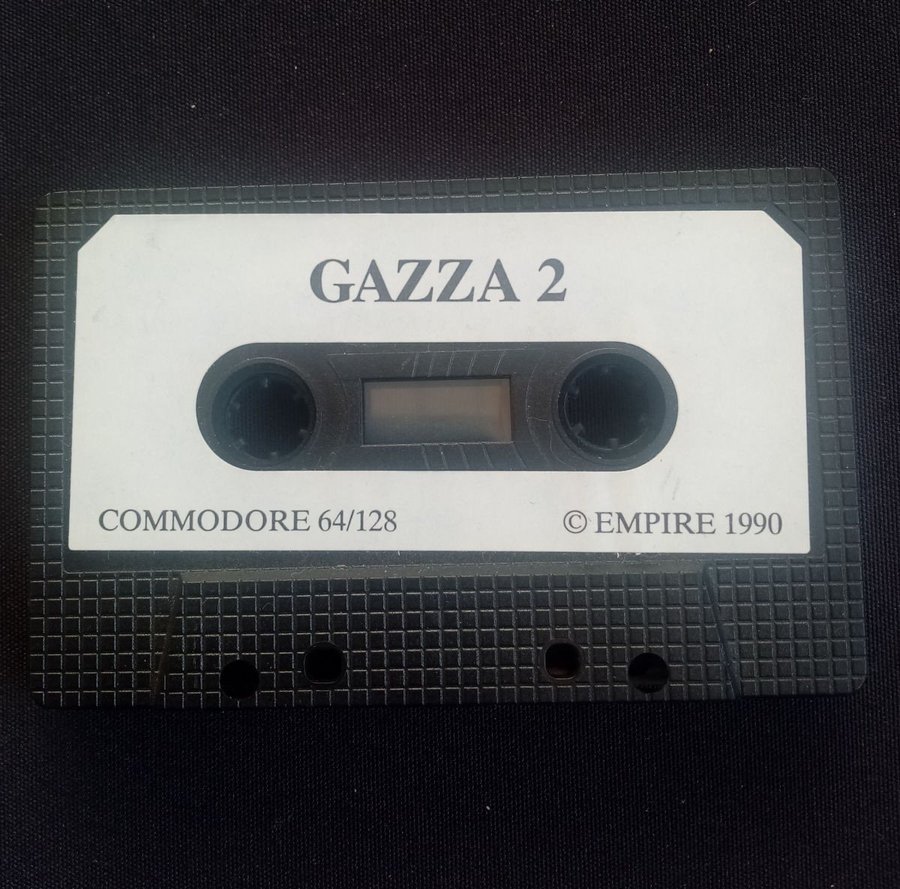 GAZZA 2
COMMODORE 64/128
© EMPIRE 1990